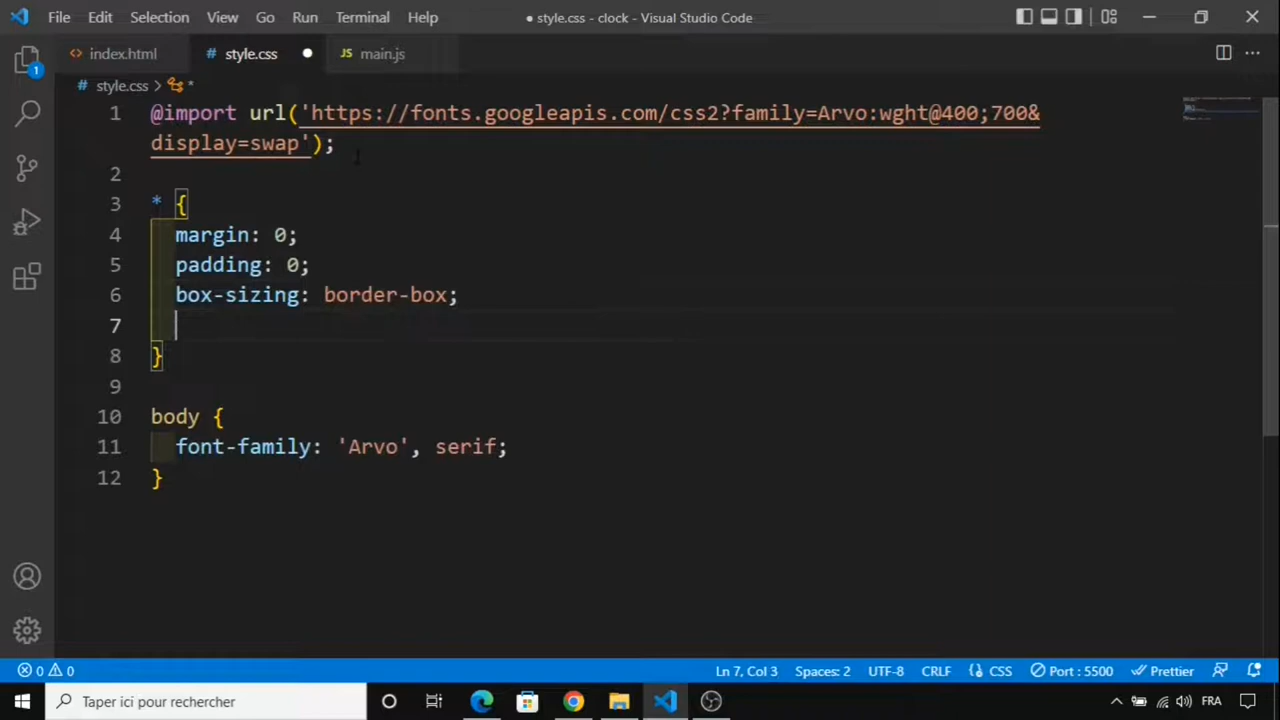 File Edit Selection View Go Run Terminal Help
● style.css - clock - Visual Studio Code
<> index.html
# style.css ●
JS main.js
# style.css > *
1 @import url('https://fonts.googleapis.com/css2?family=Arvo:wght@400;700&
display=swap');
2
3 * {
4 margin: 0;
5 padding: 0;
6 box-sizing: border-box;
7
8 }
9
10 body {
11 font-family: 'Arvo', serif;
12 }
1
0 0
Ln 7, Col 3 Spaces: 2 UTF-8 CRLF CSS Port : 5500 Prettier
Taper ici pour rechercher
FRA